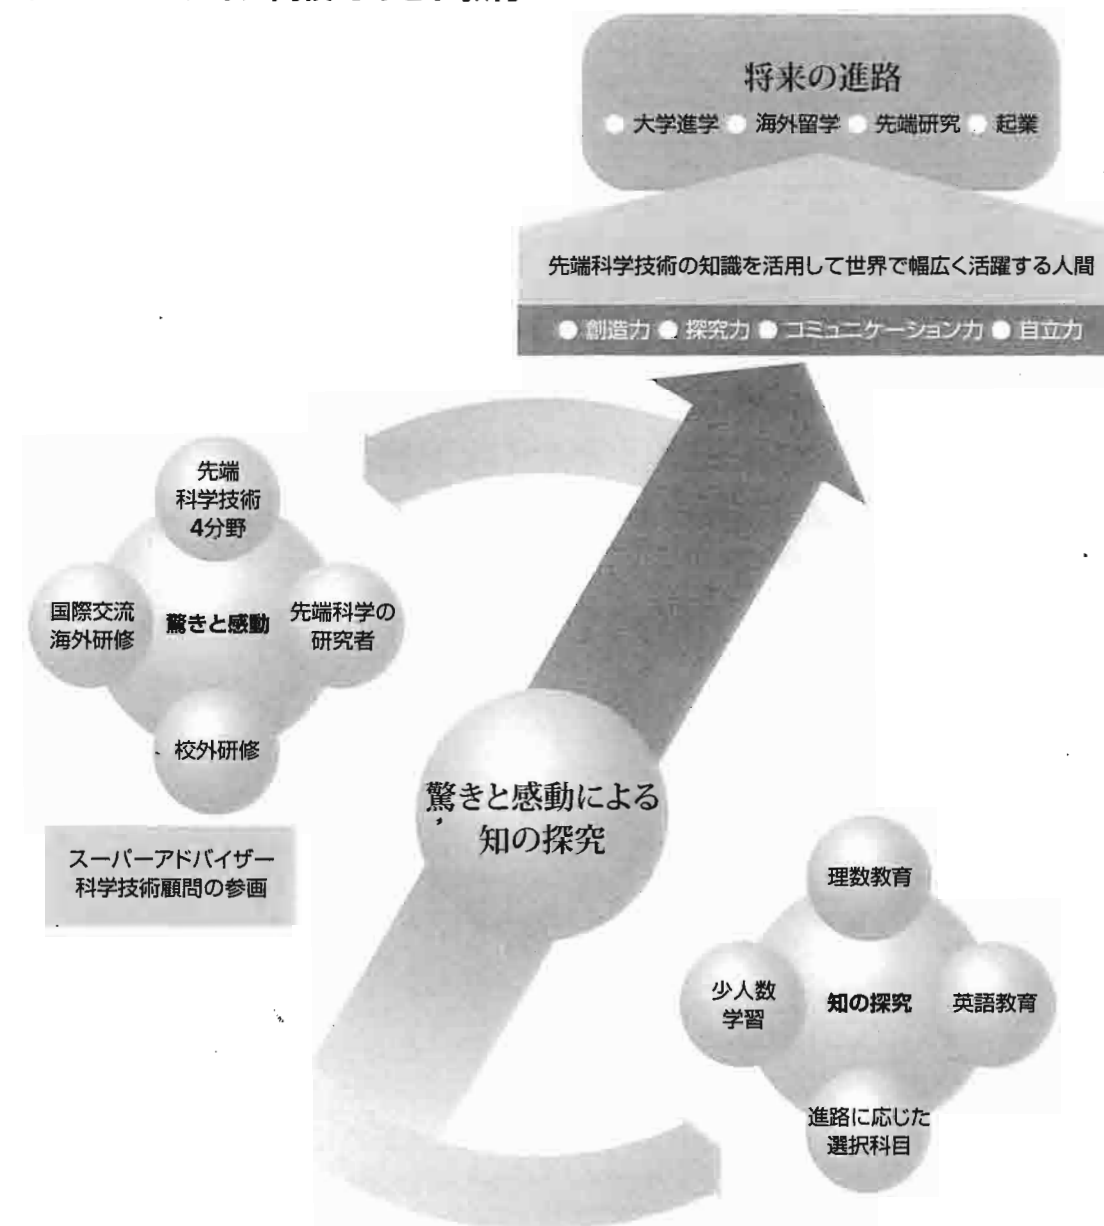 将来の進路
● 大学進学 ● 海外留学 ● 先端研究 ● 起業
先端科学技術の知識を活用して世界で幅広く活躍する人間
● 創造力 ● 探究力 ● コミュニケーション力 ● 自立力
先端
科学技術
4分野
国際交流
海外研修
驚きと感動
先端科学の
研究者
校外研修
スーパーアドバイザー
科学技術顧問の参画
驚きと感動による
知の探究
理数教育
少人数
学習
知の探究
英語教育
進路に応じた
選択科目